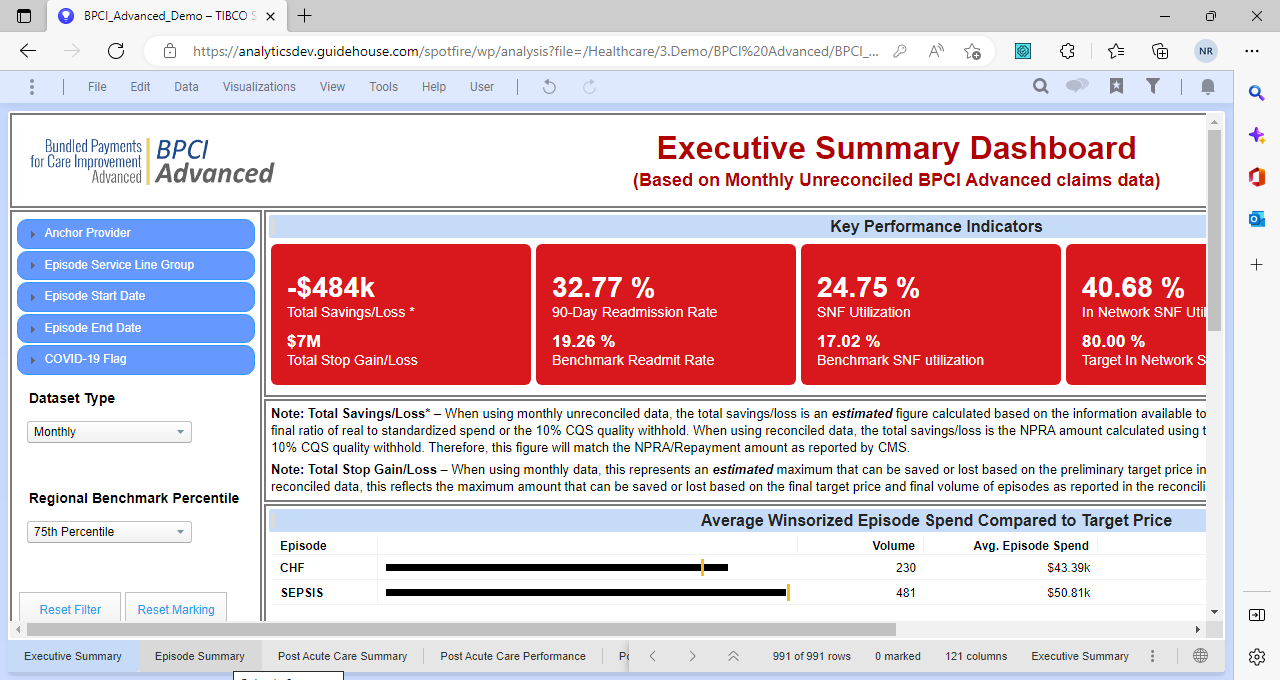 BPCI_Advanced_Demo – TIBCO S
https://analyticsdev.guidehouse.com/spotfire/wp/analysis?file=/Healthcare/3.Demo/BPCI%20Advanced/BPCI_...
NR
File Edit Data Visualizations View Tools Help User
Bundled Payments
for Care Improvement
Advanced
BPCI
Advanced
Executive Summary Dashboard
(Based on Monthly Unreconciled BPCI Advanced claims data)
Anchor Provider
Episode Service Line Group
Episode Start Date
Episode End Date
COVID-19 Flag
Dataset Type
Monthly
Regional Benchmark Percentile
75th Percentile
Reset Filter Reset Marking
Key Performance Indicators
-$484k
Total Savings/Loss *
$7M
Total Stop Gain/Loss
32.77 %
90-Day Readmission Rate
19.26 %
Benchmark Readmit Rate
24.75 %
SNF Utilization
17.02 %
Benchmark SNF utilization
40.68 %
In Network SNF Util
80.00 %
Target In Network S
Note: Total Savings/Loss* – When using monthly unreconciled data, the total savings/loss is an estimated figure calculated based on the information available to
final ratio of real to standardized spend or the 10% CQS quality withhold. When using reconciled data, the total savings/loss is the NPRA amount calculated using t
10% CQS quality withhold. Therefore, this figure will match the NPRA/Repayment amount as reported by CMS.
Note: Total Stop Gain/Loss – When using monthly data, this represents an estimated maximum that can be saved or lost based on the preliminary target price in
reconciled data, this reflects the maximum amount that can be saved or lost based on the final target price and final volume of episodes as reported in the reconcili
Average Winsorized Episode Spend Compared to Target Price
Episode Volume Avg. Episode Spend
CHF 230 $43.39k
SEPSIS 481 $50.81k
Executive Summary Episode Summary Post Acute Care Summary Post Acute Care Performance 991 of 991 rows 0 marked 121 columns Executive Summary